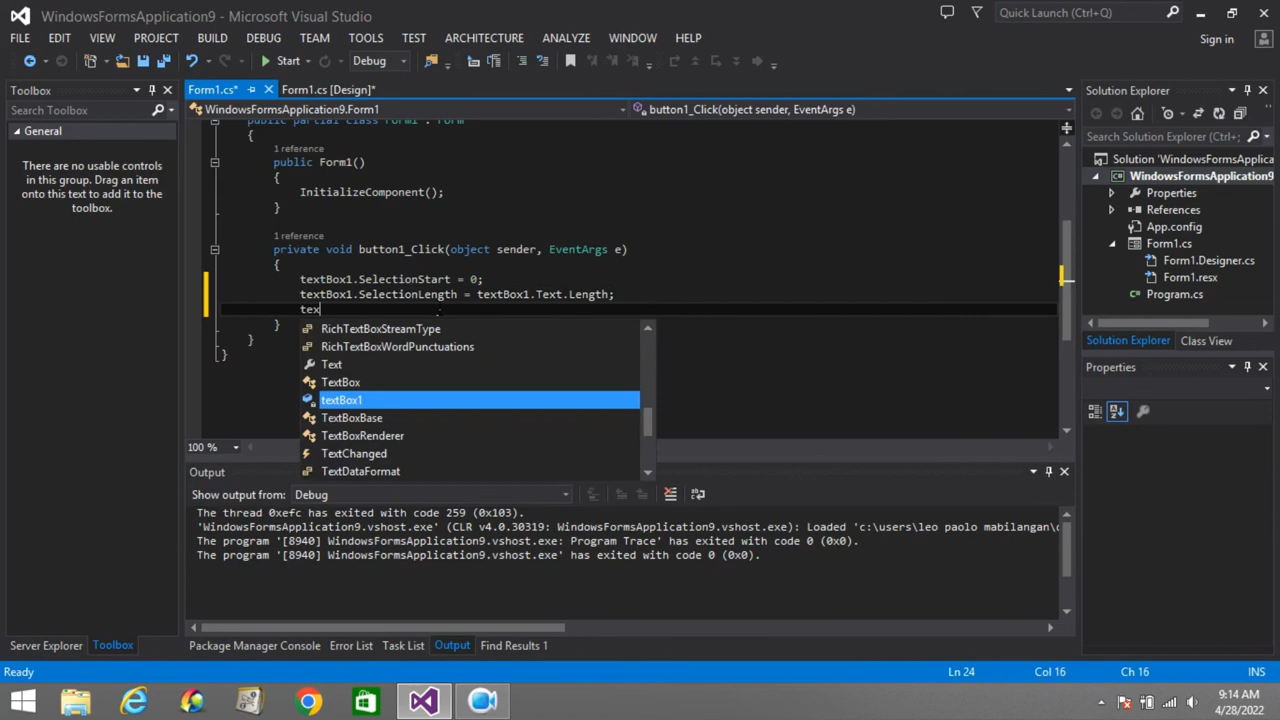 WindowsFormsApplication9 - Microsoft Visual Studio
Quick Launch (Ctrl+Q)
FILE EDIT VIEW PROJECT BUILD DEBUG TEAM TOOLS TEST ARCHITECTURE ANALYZE WINDOW HELP
Sign in
Start Debug
Toolbox
Search Toolbox
General
There are no usable controls
in this group. Drag an item
onto this text to add it to the
toolbox.
Form1.cs* Form1.cs [Design]*
WindowsFormsApplication9.Form1 button1_Click(object sender, EventArgs e)
public partial class Form1 : Form
{
1 reference
public Form1()
{
InitializeComponent();
}
1 reference
private void button1_Click(object sender, EventArgs e)
{
textBox1.SelectionStart = 0;
textBox1.SelectionLength = textBox1.Text.Length;
tex
}
}
}
RichTextBoxStreamType
RichTextBoxWordPunctuations
Text
TextBox
textBox1
TextBoxBase
TextBoxRenderer
TextChanged
TextDataFormat
100 %
Output
Show output from: Debug
The thread 0xefc has exited with code 259 (0x103).
'WindowsFormsApplication9.vshost.exe' (CLR v4.0.30319: WindowsFormsApplication9.vshost.exe): Loaded 'c:\users\leo paolo mabilangan\
The program '[8940] WindowsFormsApplication9.vshost.exe: Program Trace' has exited with code 0 (0x0).
The program '[8940] WindowsFormsApplication9.vshost.exe' has exited with code 0 (0x0).
Server Explorer Toolbox
Package Manager Console Error List Task List Output Find Results 1
Solution Explorer
Search Solution Explorer (Ctrl+;
Solution 'WindowsFormsApplica
WindowsFormsApplication9
Properties
References
App.config
Form1.cs
Form1.Designer.cs
Form1.resx
Program.cs
Solution Explorer Class View
Properties
Ready Ln 24 Col 16 Ch 16 INS
9:14 AM
4/28/2022